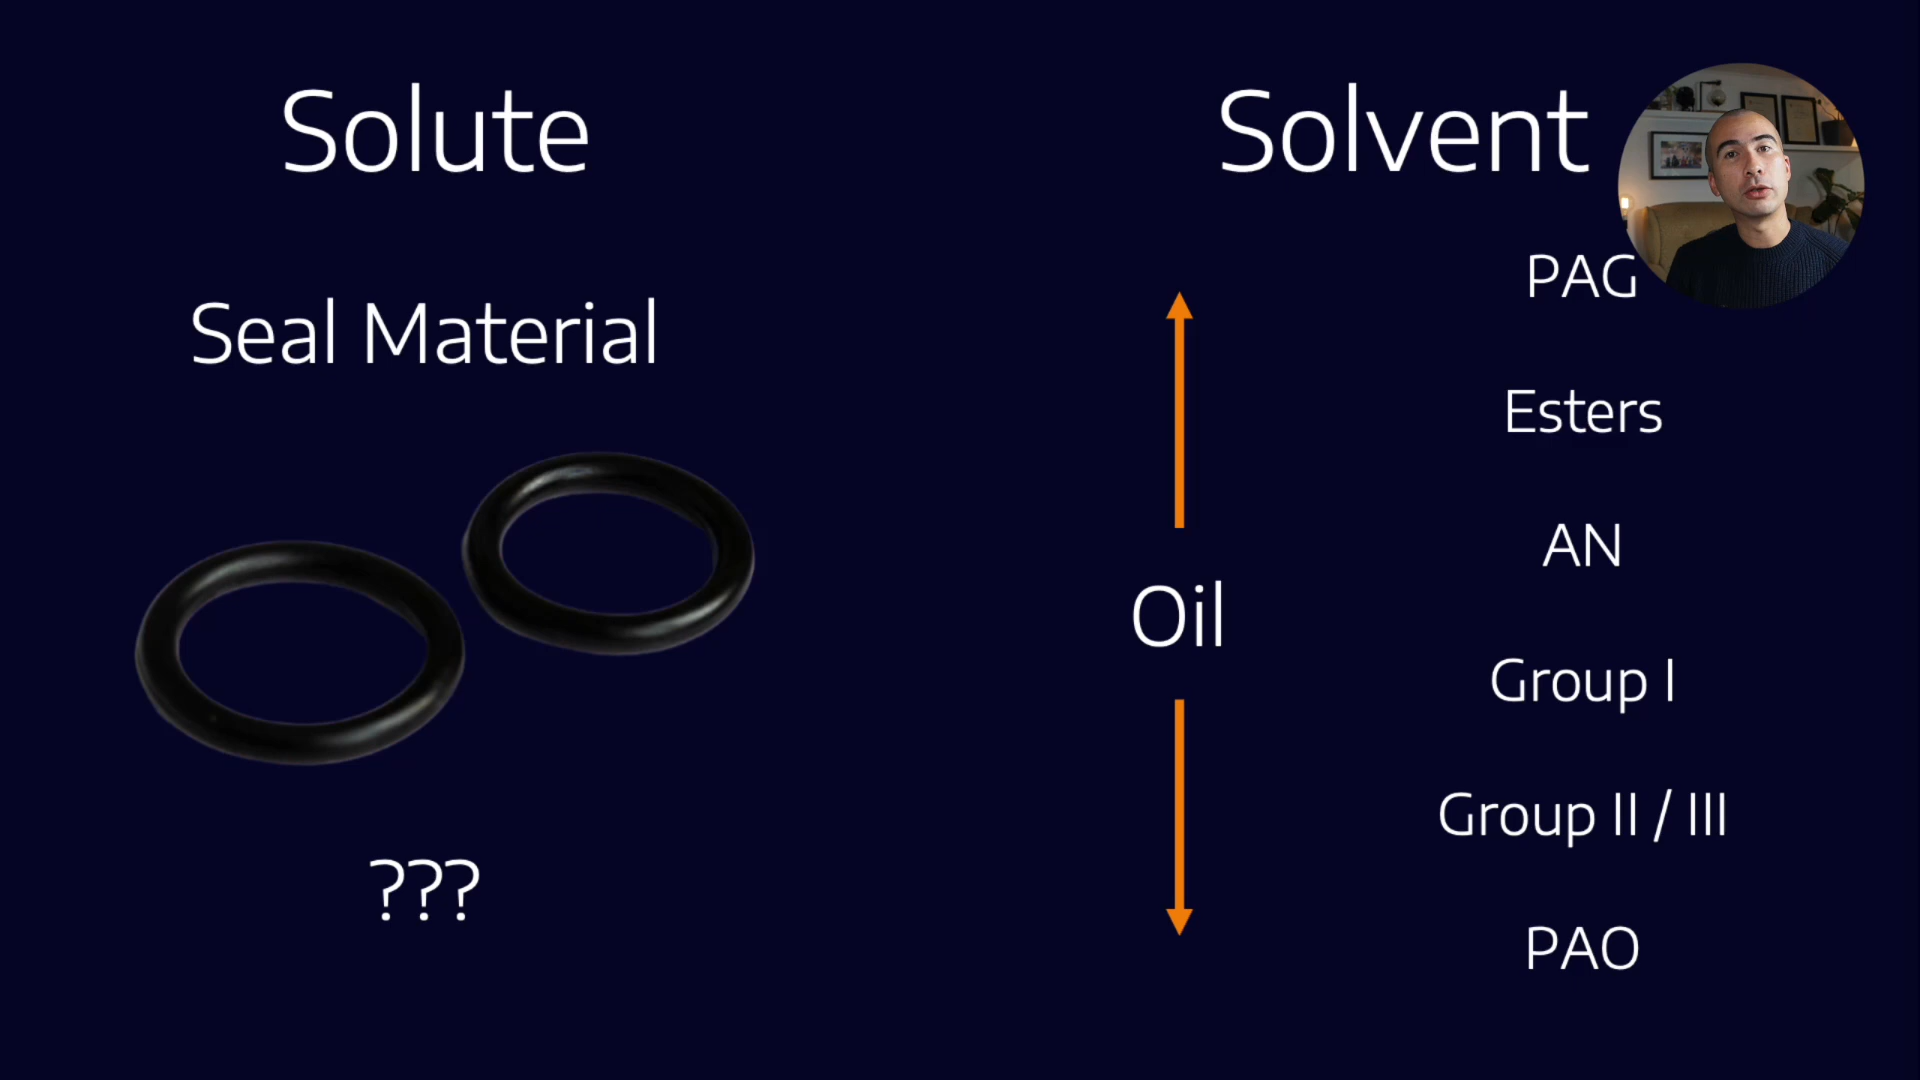 Solute
Seal Material
???
Solvent
Oil
PAG
Esters
AN
Group I
Group II / III
PAO